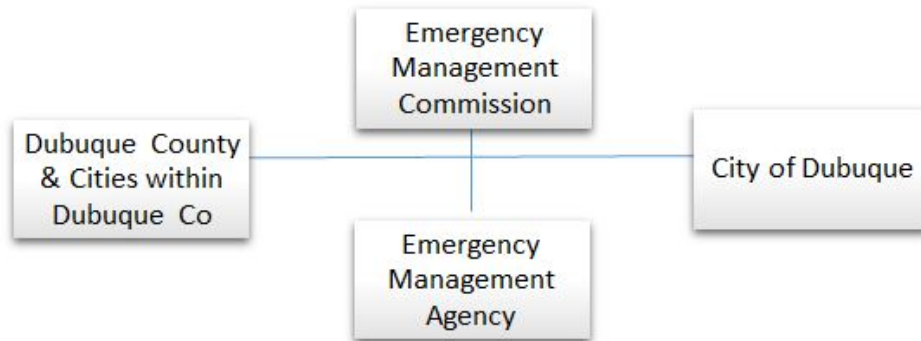 Emergency
Management
Commission
Dubuque County
& Cities within
Dubuque Co
City of Dubuque
Emergency
Management
Agency